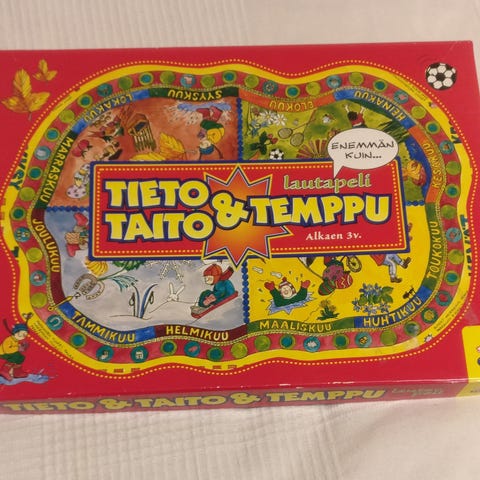 SYYSKUU
ELOKUU
LOKAKUU
HEINÄKUU
MARRASKUU
KESÄKUU
ENEMMÄN
KUIN...
lautapeli
TIETO
TAITO & TEMPPU
Alkaen 3v.
JOULUKUU
TOUKOKUU
TAMMIKUU
HELMIKUU
MAALISKUU
HUHTIKUU
TIETO & TAITO & TEMPPU
lautapeli